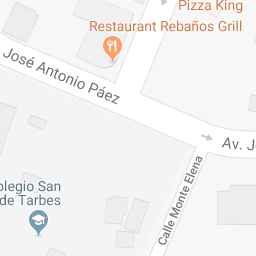 Pizza King
Restaurant Rebaños Grill
José Antonio Páez
Av. J
Calle Monte Elena
olegio San
de Tarbes